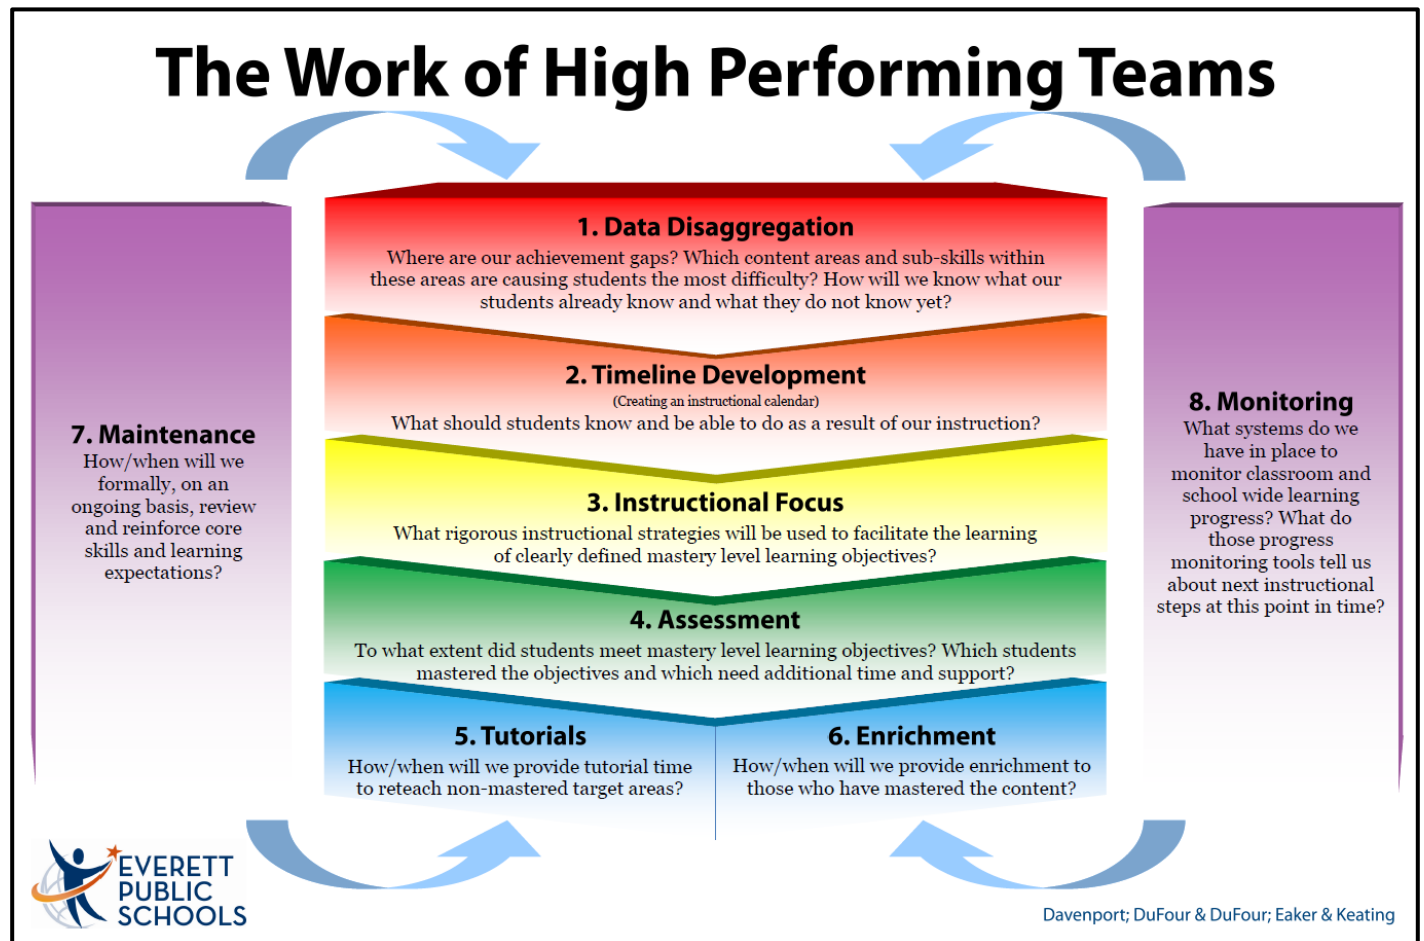 The Work of High Performing Teams
1. Data Disaggregation
Where are our achievement gaps? Which content areas and sub-skills within
these areas are causing students the most difficulty? How will we know what our
students already know and what they do not know yet?
2. Timeline Development
(Creating an instructional calendar)
What should students know and be able to do as a result of our instruction?
3. Instructional Focus
What rigorous instructional strategies will be used to facilitate the learning
of clearly defined mastery level learning objectives?
4. Assessment
To what extent did students meet mastery level learning objectives? Which students
mastered the objectives and which need additional time and support?
5. Tutorials
How/when will we provide tutorial time
to reteach non-mastered target areas?
6. Enrichment
How/when will we provide enrichment to
those who have mastered the content?
7. Maintenance
How/when will we
formally, on an
ongoing basis, review
and reinforce core
skills and learning
expectations?
8. Monitoring
What systems do we
have in place to
monitor classroom and
school wide learning
progress? What do
those progress
monitoring tools tell us
about next instructional
steps at this point in time?
EVERETT
PUBLIC
SCHOOLS
Davenport; DuFour & DuFour; Eaker & Keating